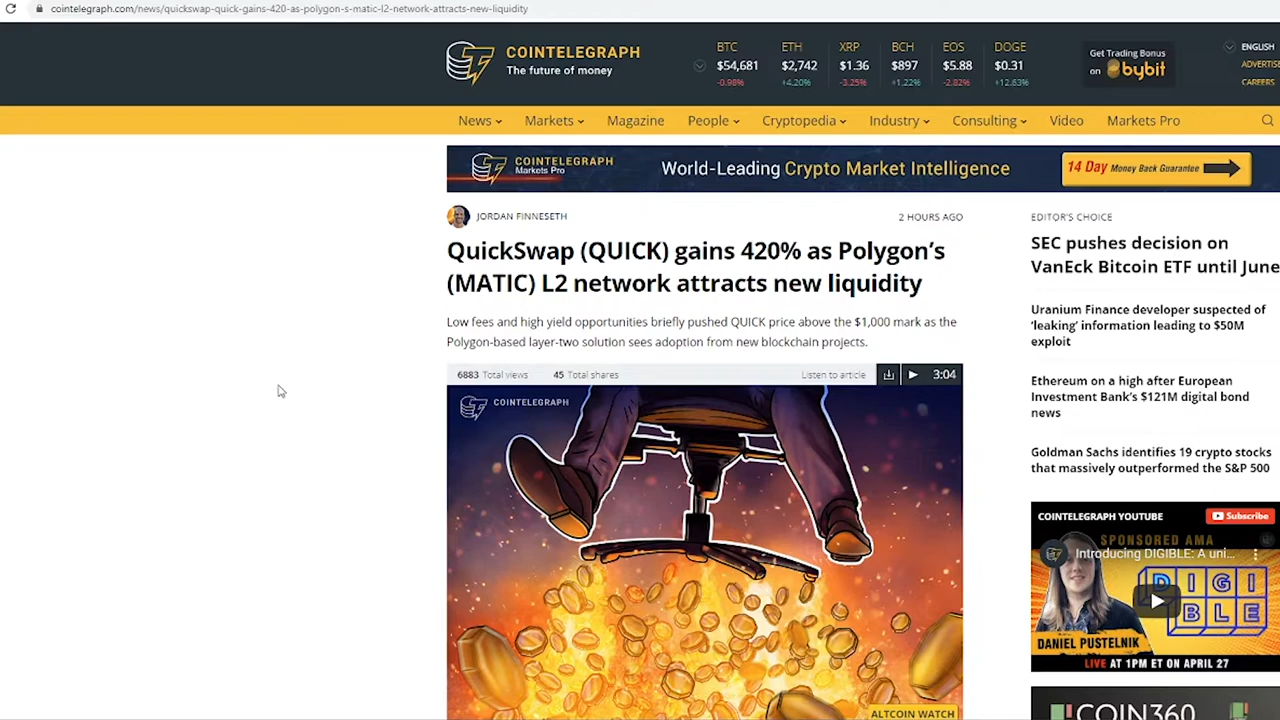 cointelegraph.com/news/quickswap-quick-gains-420-as-polygon-s-matic-l2-network-attracts-new-liquidity
COINTELEGRAPH
The future of money
BTC ETH XRP BCH EOS DOGE
$54,681 $2,742 $1.36 $897 $5.88 $0.31
-0.98% +4.20% -3.25% +1.22% -2.82% +12.63%
Get Trading Bonus
on bybit
ENGLISH
ADVERTISE
CAREERS
News Markets Magazine People Cryptopedia Industry Consulting Video Markets Pro
COINTELEGRAPH
Markets Pro
World-Leading Crypto Market Intelligence
14 Day Money Back Guarantee
JORDAN FINNESETH
2 HOURS AGO
QuickSwap (QUICK) gains 420% as Polygon's
(MATIC) L2 network attracts new liquidity
Low fees and high yield opportunities briefly pushed QUICK price above the $1,000 mark as the
Polygon-based layer-two solution sees adoption from new blockchain projects.
6883 Total views 45 Total shares
Listen to article
3:04
COINTELEGRAPH
ALTCOIN WATCH
EDITOR'S CHOICE
SEC pushes decision on
VanEck Bitcoin ETF until June
Uranium Finance developer suspected of
'leaking' information leading to $50M
exploit
Ethereum on a high after European
Investment Bank's $121M digital bond
news
Goldman Sachs identifies 19 crypto stocks
that massively outperformed the S&P 500
COINTELEGRAPH YOUTUBE
Subscribe
SPONSORED AMA
Introducing DIGIBLE: A uni...
DIGI
BLE
DANIEL PUSTELNIK
LIVE AT 1PM ET ON APRIL 27
COIN360